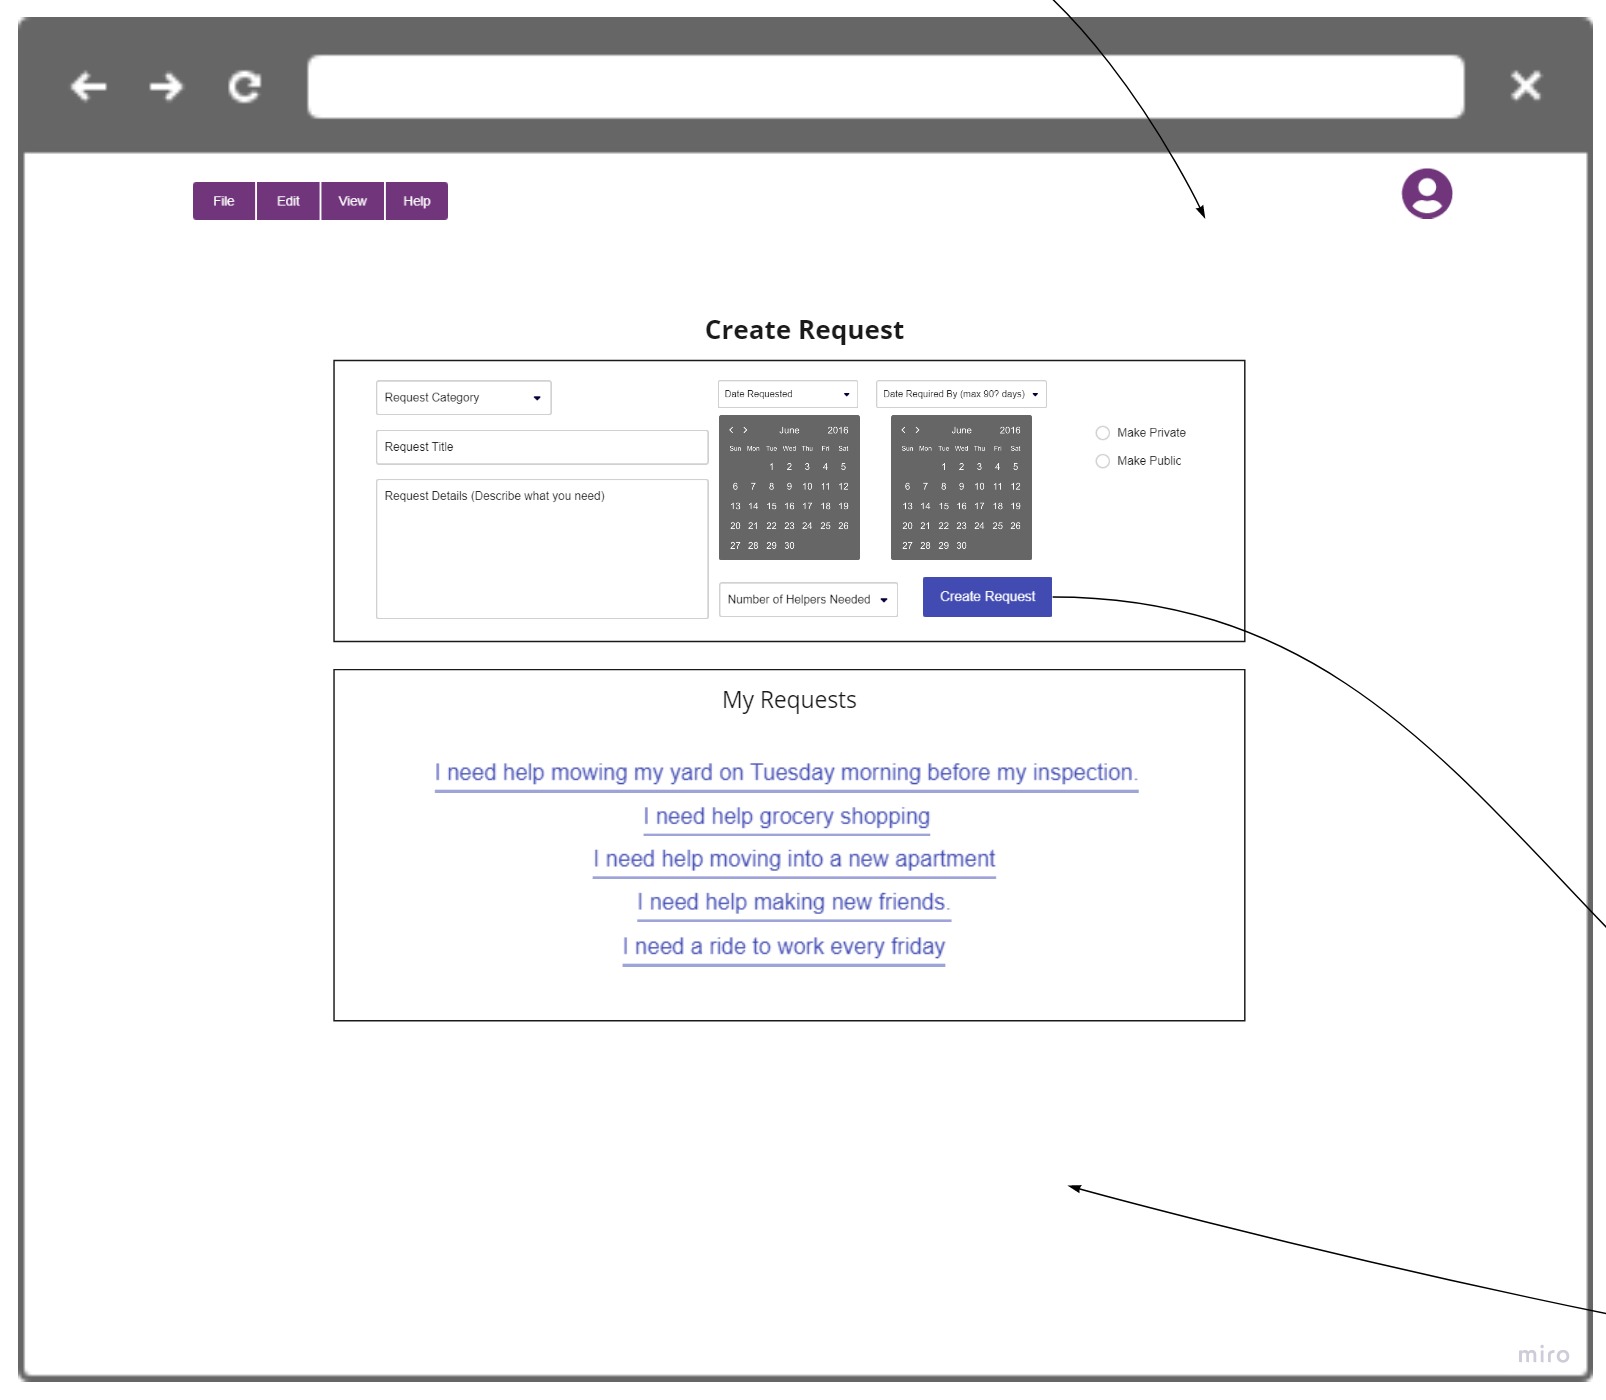 File Edit View Help
Create Request
Request Category
Date Requested
Date Required By (max 90? days)
Request Title
Request Details (Describe what you need)
June 2016
Sun Mon Tue Wed Thu Fri Sat
1 2 3 4 5
6 7 8 9 10 11 12
13 14 15 16 17 18 19
20 21 22 23 24 25 26
27 28 29 30
June 2016
Sun Mon Tue Wed Thu Fri Sat
1 2 3 4 5
6 7 8 9 10 11 12
13 14 15 16 17 18 19
20 21 22 23 24 25 26
27 28 29 30
Make Private
Make Public
Number of Helpers Needed
Create Request
My Requests
I need help mowing my yard on Tuesday morning before my inspection.
I need help grocery shopping
I need help moving into a new apartment
I need help making new friends.
I need a ride to work every friday
miro